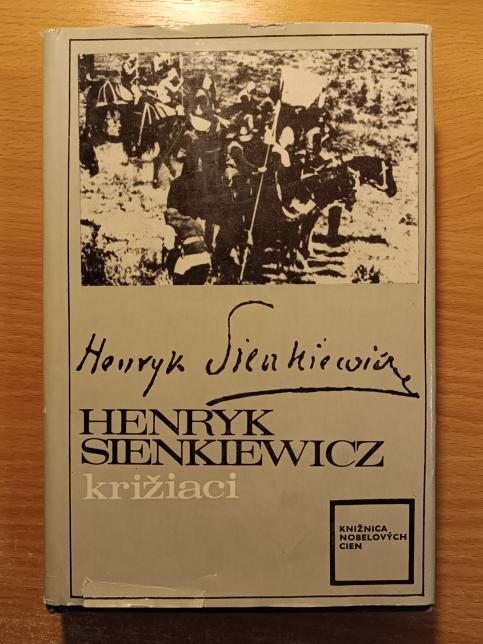 Henryk Sienkiewicz
HENRYK
SIENKIEWICZ
križiaci
KNIŽNICA
NOBELOVÝCH
CIEN